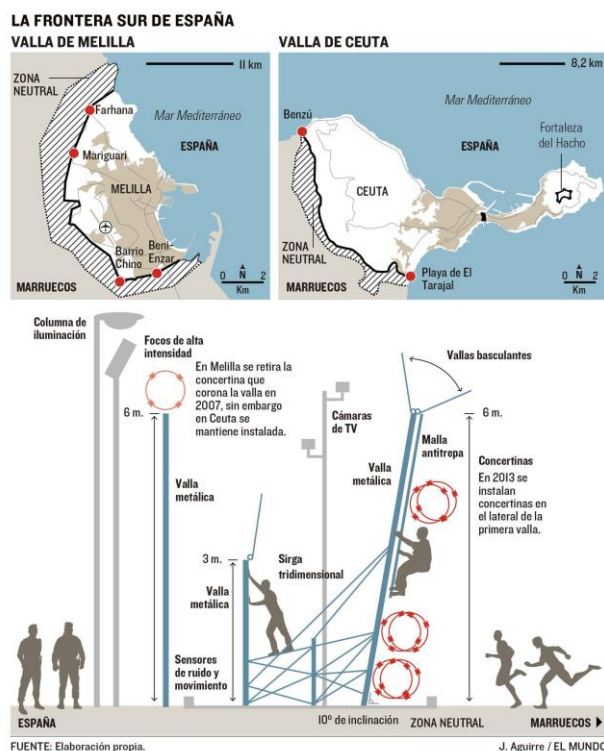 LA FRONTERA SUR DE ESPAÑA
VALLA DE MELILLA
11 km
ZONA
NEUTRAL
Farhana
Mar Mediterráneo
ESPAÑA
Mariguari
MELILLA
Barrio
Chino
Beni-
Enzar
MARRUECOS
0 N 2
Km
VALLA DE CEUTA
8,2 km
Mar Mediterráneo
Benzú
ESPAÑA
Fortaleza
del Hacho
CEUTA
ZONA
NEUTRAL
Playa de El
Tarajal
MARRUECOS
0 N 2
Km
Columna de
iluminación
Focos de alta
intensidad
En Melilla se retira la
concertina que
corona la valla en
2007, sin embargo
en Ceuta se
mantiene instalada.
6 m.
Valla
metálica
3 m.
Valla
metálica
Sirga
tridimensional
Sensores
de ruido y
movimiento
Cámaras
de TV
Vallas basculantes
6 m.
Malla
antitrepa
Valla
metálica
Concertinas
En 2013 se
instalan
concertinas en
el lateral de la
primera valla.
ESPAÑA
10º de inclinación
ZONA NEUTRAL
MARRUECOS
FUENTE: Elaboración propia.
J. Aguirre / EL MUNDO